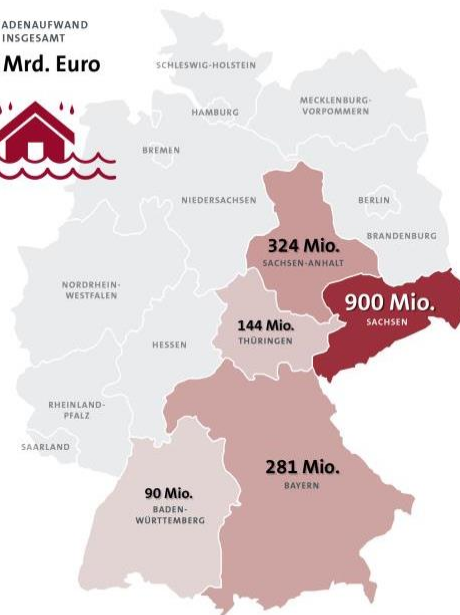 ADENAUFWAND
INSGESAMT
Mrd. Euro
SCHLESWIG-HOLSTEIN
MECKLENBURG-
VORPOMMERN
HAMBURG
BREMEN
NIEDERSACHSEN
BERLIN
BRANDENBURG
324 Mio.
SACHSEN-ANHALT
NORDRHEIN-
WESTFALEN
900 Mio.
SACHSEN
144 Mio.
THÜRINGEN
HESSEN
RHEINLAND-
PFALZ
SAARLAND
281 Mio.
BAYERN
90 Mio.
BADEN-
WÜRTTEMBERG